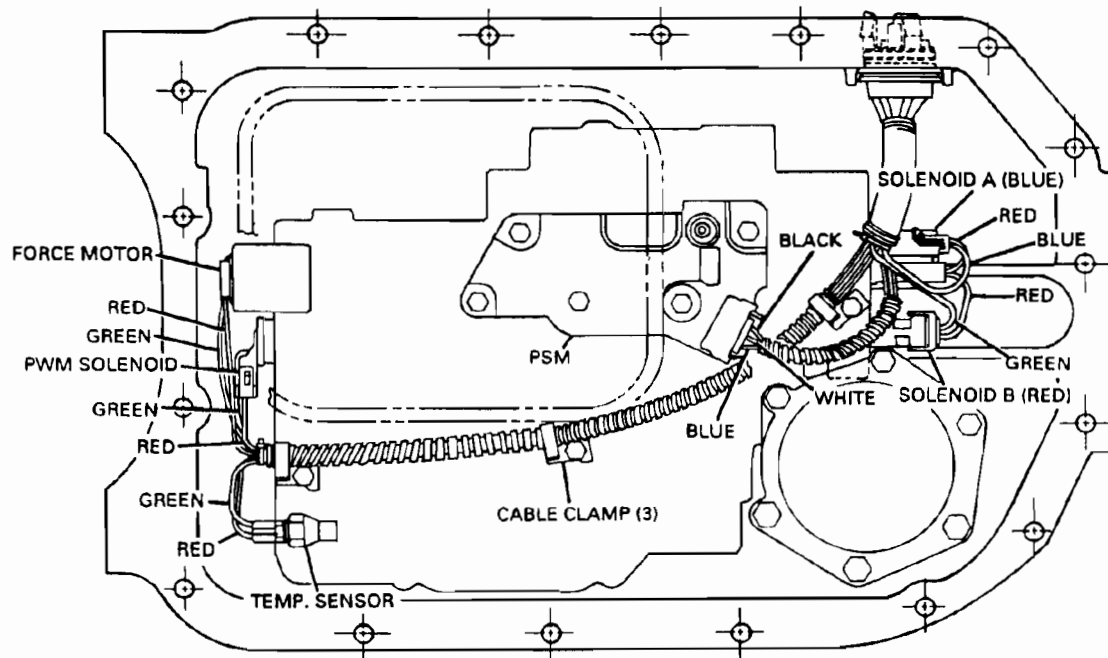 SOLENOID A (BLUE)
RED
BLACK
BLUE
FORCE MOTOR
RED
RED
GREEN
PSM
GREEN
PWM SOLENOID
SOLENOID B (RED)
WHITE
GREEN
BLUE
RED
GREEN
CABLE CLAMP (3)
RED
TEMP. SENSOR